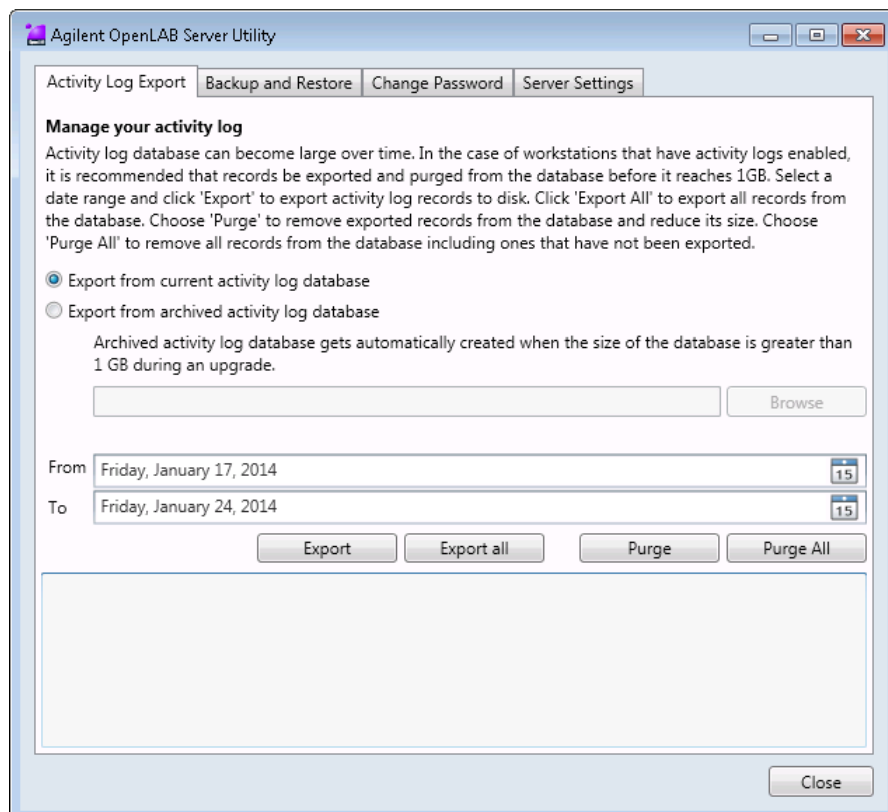 Agilent OpenLAB Server Utility
Activity Log Export Backup and Restore Change Password Server Settings
Manage your activity log
Activity log database can become large over time. In the case of workstations that have activity logs enabled,
it is recommended that records be exported and purged from the database before it reaches 1GB. Select a
date range and click 'Export' to export activity log records to disk. Click 'Export All' to export all records from
the database. Choose 'Purge' to remove exported records from the database and reduce its size. Choose
'Purge All' to remove all records from the database including ones that have not been exported.
Export from current activity log database
Export from archived activity log database
Archived activity log database gets automatically created when the size of the database is greater than
1 GB during an upgrade.
Browse
From Friday, January 17, 2014 15
To Friday, January 24, 2014 15
Export Export all Purge Purge All
Close